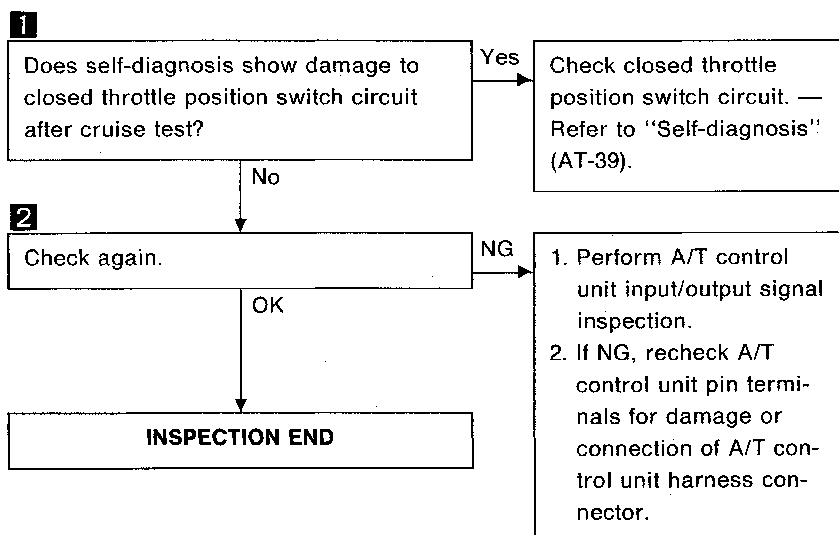 1
Does self-diagnosis show damage to
closed throttle position switch circuit
after cruise test?
Yes
Check closed throttle
position switch circuit. —
Refer to "Self-diagnosis"
(AT-39).
No
2
Check again.
NG
1. Perform A/T control
unit input/output signal
inspection.
2. If NG, recheck A/T
control unit pin termi-
nals for damage or
connection of A/T con-
trol unit harness con-
nector.
OK
INSPECTION END